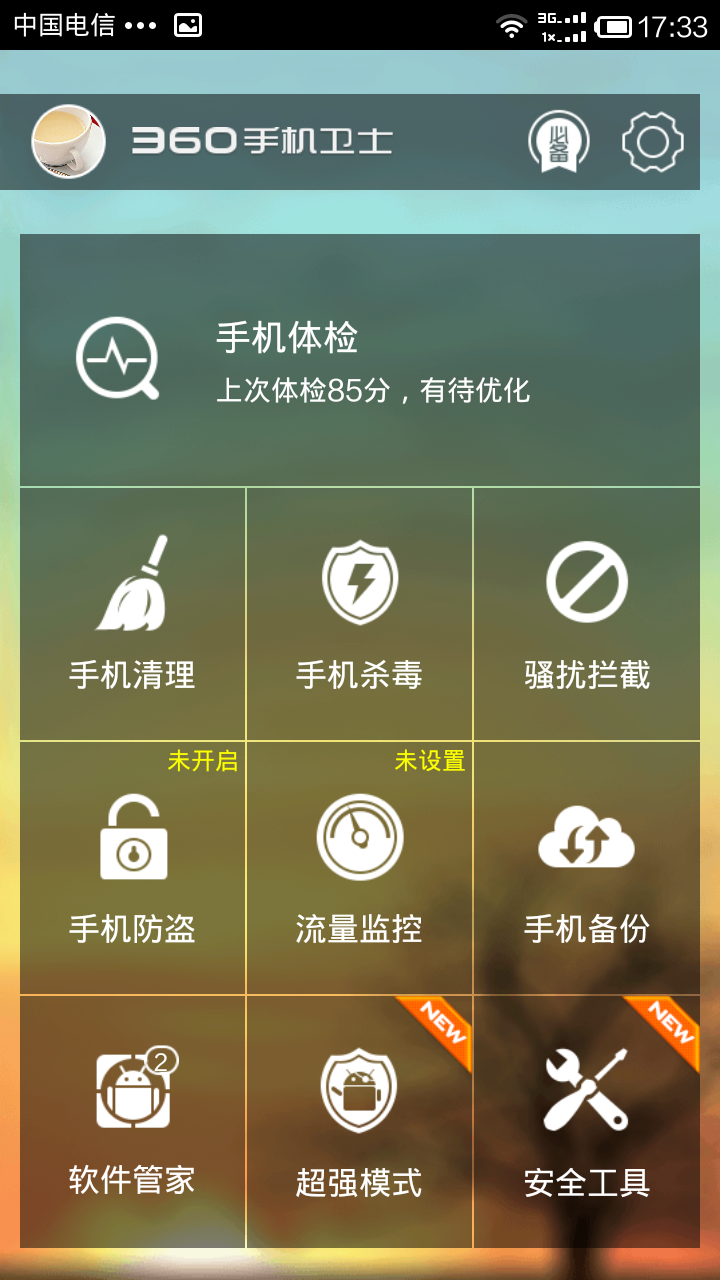 中国电信 ••• 3G 1× 17:33
360手机卫士 必备
手机体检
上次体检85分，有待优化
手机清理 手机杀毒 骚扰拦截
未开启 未设置
手机防盗 流量监控 手机备份
NEW NEW
2
软件管家 超强模式 安全工具